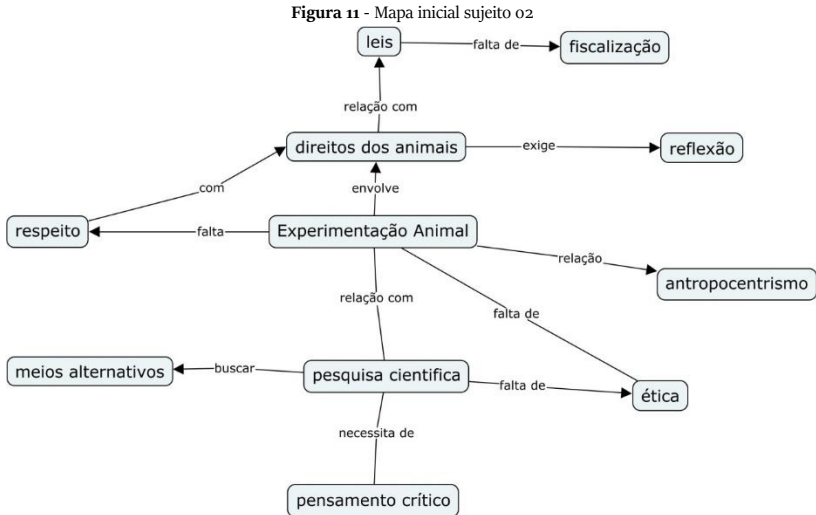 Figura 11 - Mapa inicial sujeito 02
leis
falta de
fiscalização
relação com
direitos dos animais
exige
reflexão
com
envolve
respeito
falta
Experimentação Animal
relação
antropocentrismo
relação com
falta de
meios alternativos
buscar
pesquisa cientifica
falta de
ética
necessita de
pensamento crítico